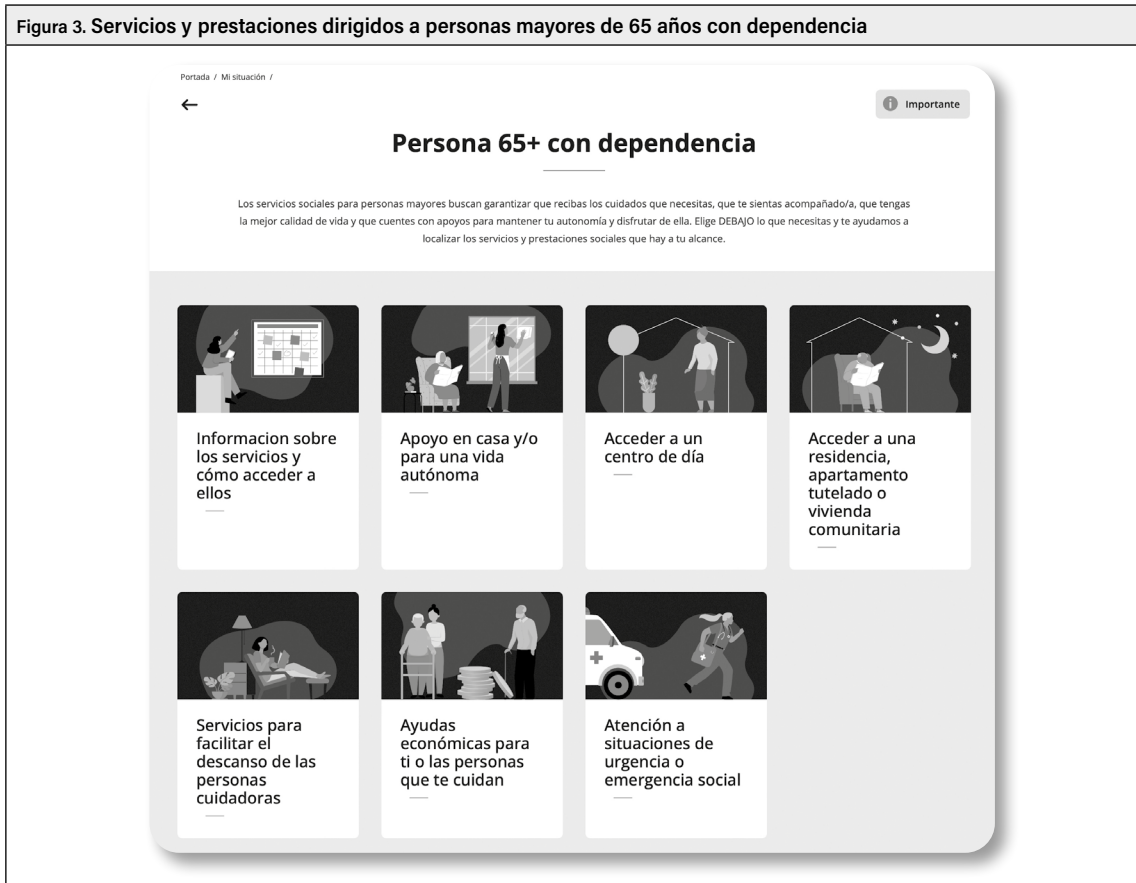 Figura 3. Servicios y prestaciones dirigidos a personas mayores de 65 años con dependencia
Portada / Mi situación /
Importante
Persona 65+ con dependencia
Los servicios sociales para personas mayores buscan garantizar que recibas los cuidados que necesitas, que te sientas acompañado/a, que tengas
la mejor calidad de vida y que cuentes con apoyos para mantener tu autonomía y disfrutar de ella. Elige DEBAJO lo que necesitas y te ayudamos a
localizar los servicios y prestaciones sociales que hay a tu alcance.
Informacion sobre
los servicios y
cómo acceder a
ellos
Apoyo en casa y/o
para una vida
autónoma
Acceder a un
centro de día
Acceder a una
residencia,
apartamento
tutelado o
vivienda
comunitaria
Servicios para
facilitar el
descanso de las
personas
cuidadoras
Ayudas
económicas para
ti o las personas
que te cuidan
Atención a
situaciones de
urgencia o
emergencia social